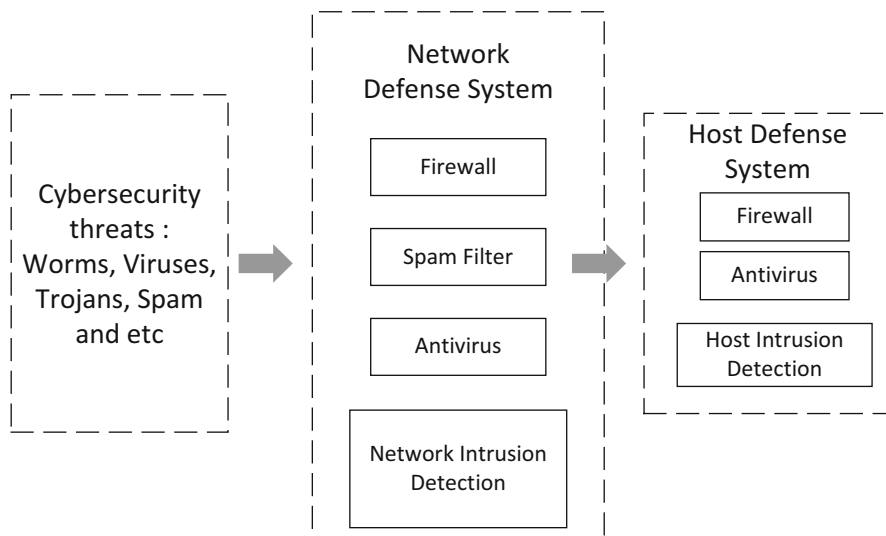 Cybersecurity
threats :
Worms, Viruses,
Trojans, Spam
and etc
Network
Defense System
Firewall
Spam Filter
Antivirus
Network Intrusion
Detection
Host Defense
System
Firewall
Antivirus
Host Intrusion
Detection